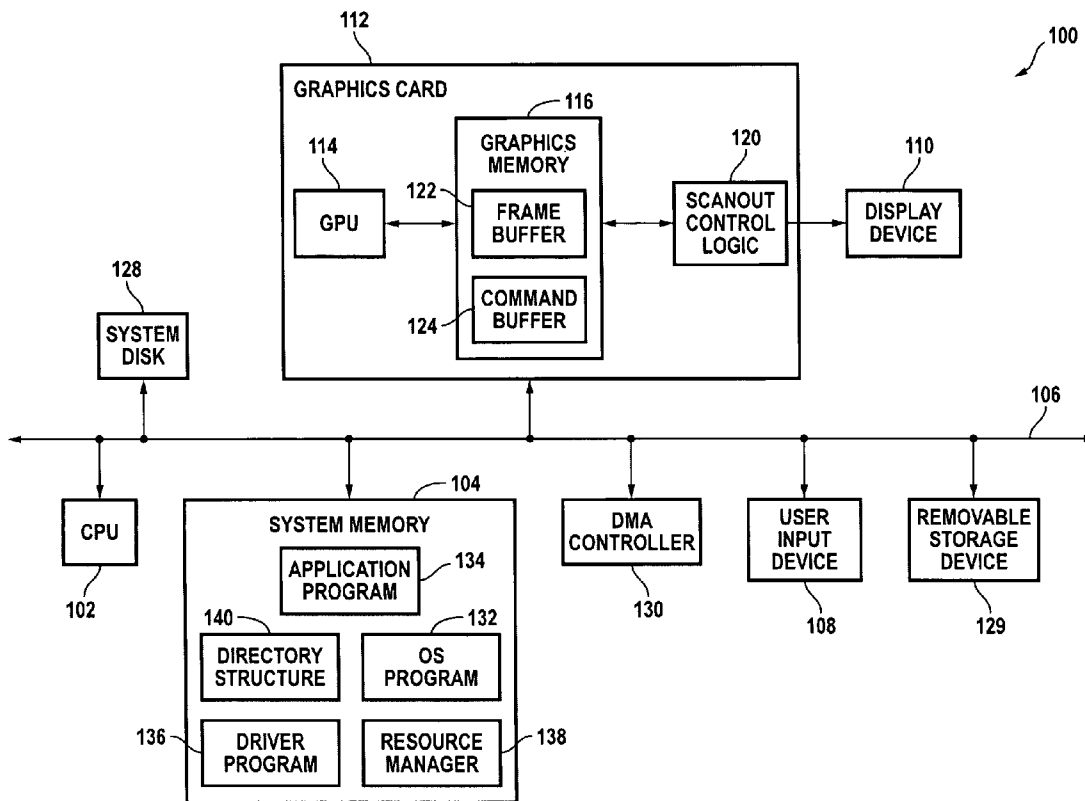 112
100
GRAPHICS CARD
116
114
GRAPHICS
MEMORY
120
110
122
GPU
FRAME
BUFFER
SCANOUT
CONTROL
LOGIC
DISPLAY
DEVICE
128
124
COMMAND
BUFFER
SYSTEM
DISK
106
104
CPU
SYSTEM MEMORY
DMA
CONTROLLER
USER
INPUT
DEVICE
REMOVABLE
STORAGE
DEVICE
102
APPLICATION
PROGRAM
134
130
108
129
140
132
DIRECTORY
STRUCTURE
OS
PROGRAM
136
DRIVER
PROGRAM
RESOURCE
MANAGER
138